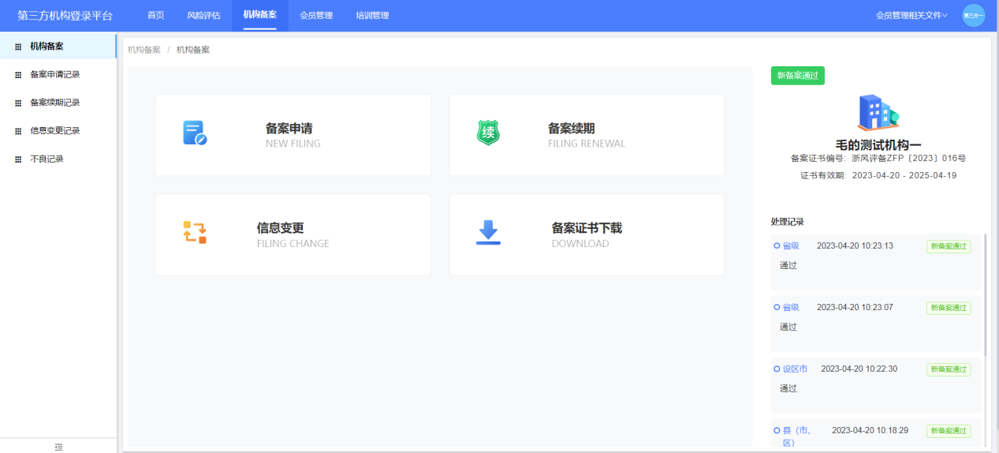 第三方机构登录平台
首页 风险评估 机构备案 会员管理 培训管理
会员管理相关文件
第三方一
机构备案
备案申请记录
备案续期记录
信息变更记录
不良记录
机构备案 / 机构备案
备案申请
NEW FILING
续
备案续期
FILING RENEWAL
信息变更
FILING CHANGE
备案证书下载
DOWNLOAD
新备案通过
毛的测试机构一
备案证书编号: 浙风评备ZFP〔2023〕016号
证书有效期: 2023-04-20 - 2025-04-19
处理记录
省级 2023-04-20 10:23:13 新备案通过
通过
省级 2023-04-20 10:23:07 新备案通过
通过
设区市 2023-04-20 10:22:30 新备案通过
通过
县（市、 2023-04-20 10:18:29 新备案通过
区）